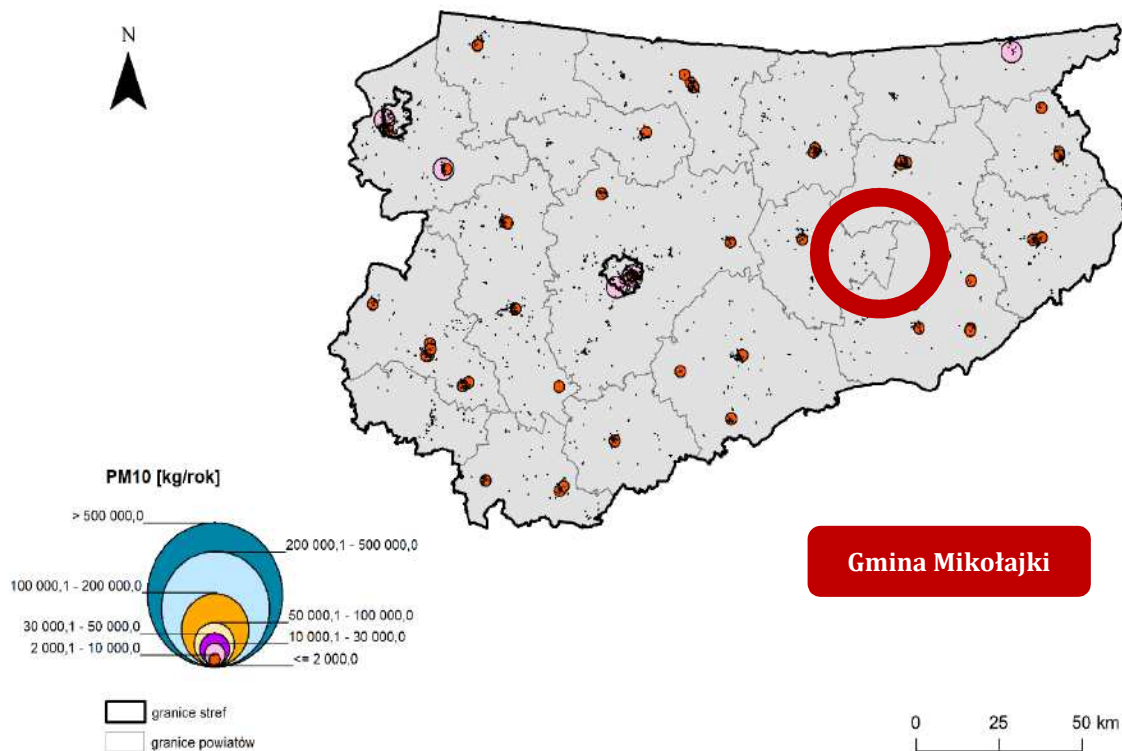 N
PM10 [kg/rok]
> 500 000,0
200 000,1 - 500 000,0
100 000,1 - 200 000,0
50 000,1 - 100 000,0
30 000,1 - 50 000,0
10 000,1 - 30 000,0
2 000,1 - 10 000,0
<= 2 000,0
granice stref
granice powiatów
Gmina Mikołajki
0 25 50 km